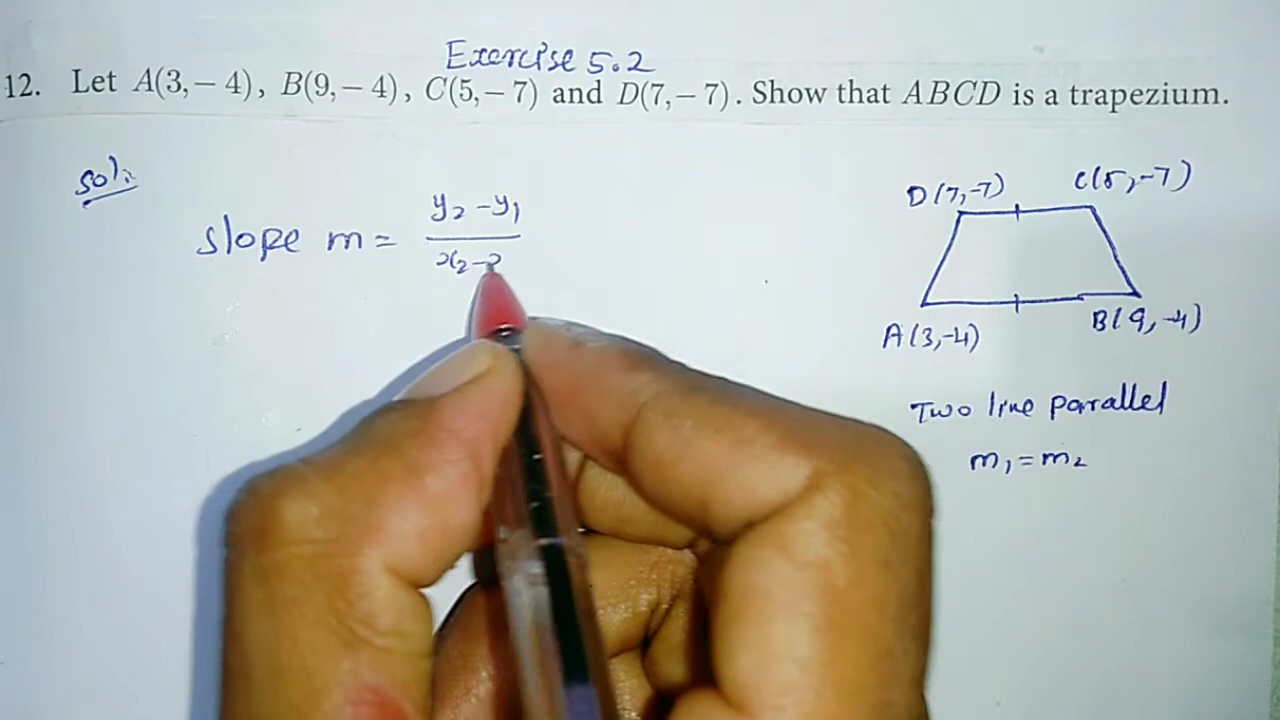 Exercise 5.2
12. Let A(3,−4), B(9,−4), C(5,−7) and D(7,−7). Show that ABCD is a trapezium.
Sol:
slope m = y₂−y₁
x₂−
D(7,-7) C(5,-7)
A(3,-4) B(9,-4)
Two line parallel
m₁=m₂